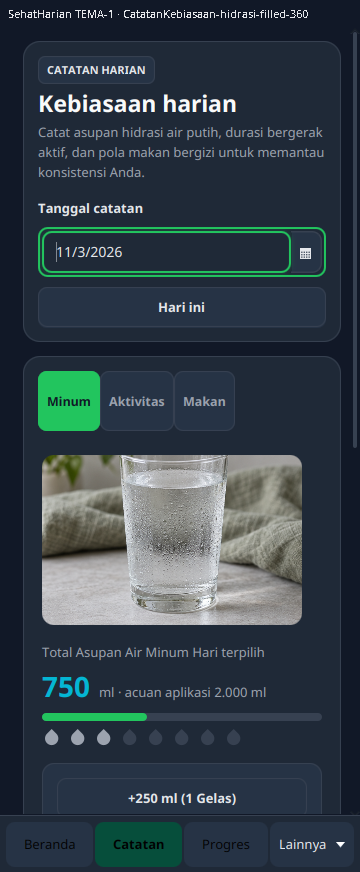 SehatHarian TEMA-1 · CatatanKebiasaan-hidrasi-filled-360
CATATAN HARIAN
Kebiasaan harian
Catat asupan hidrasi air putih, durasi bergerak
aktif, dan pola makan bergizi untuk memantau
konsistensi Anda.
Tanggal catatan
11/3/2026
Hari ini
Minum Aktivitas Makan
Total Asupan Air Minum Hari terpilih
750 ml · acuan aplikasi 2.000 ml
+250 ml (1 Gelas)
Beranda Catatan Progres Lainnya